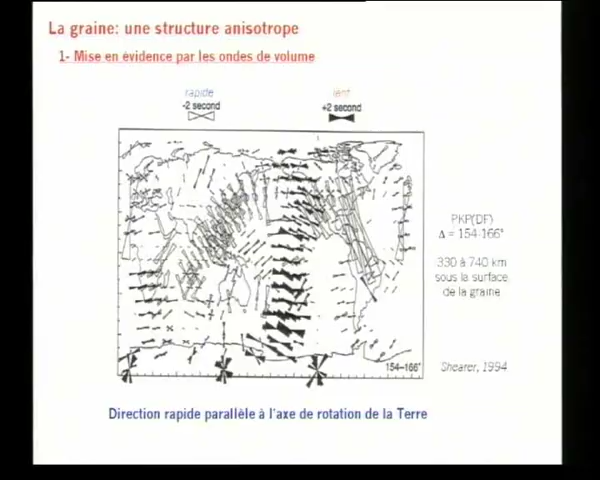 La graine: une structure anisotrope
1- Mise en évidence par les ondes de volume
rapide
-2 second
lent
+2 second
PKP(DF)
Δ = 154-166°
330 à 740 km
sous la surface
de la graine
154–166°
Shearer, 1994
Direction rapide parallèle à l'axe de rotation de la Terre